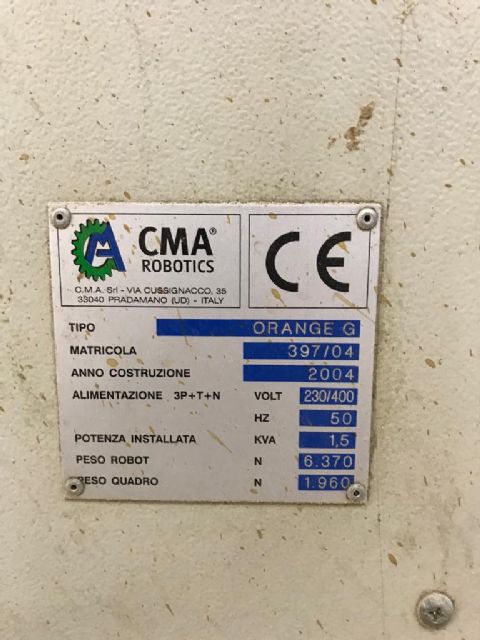 CMA®
ROBOTICS
C.M.A. Srl - VIA CUSSIGNACCO, 35
33040 PRADAMANO (UD) - ITALY
CE
TIPO ORANGE G
MATRICOLA 397/04
ANNO COSTRUZIONE 2004
ALIMENTAZIONE 3P+T+N VOLT 230/400
HZ 50
POTENZA INSTALLATA KVA 1,5
PESO ROBOT N 6.370
PESO QUADRO N 1.960